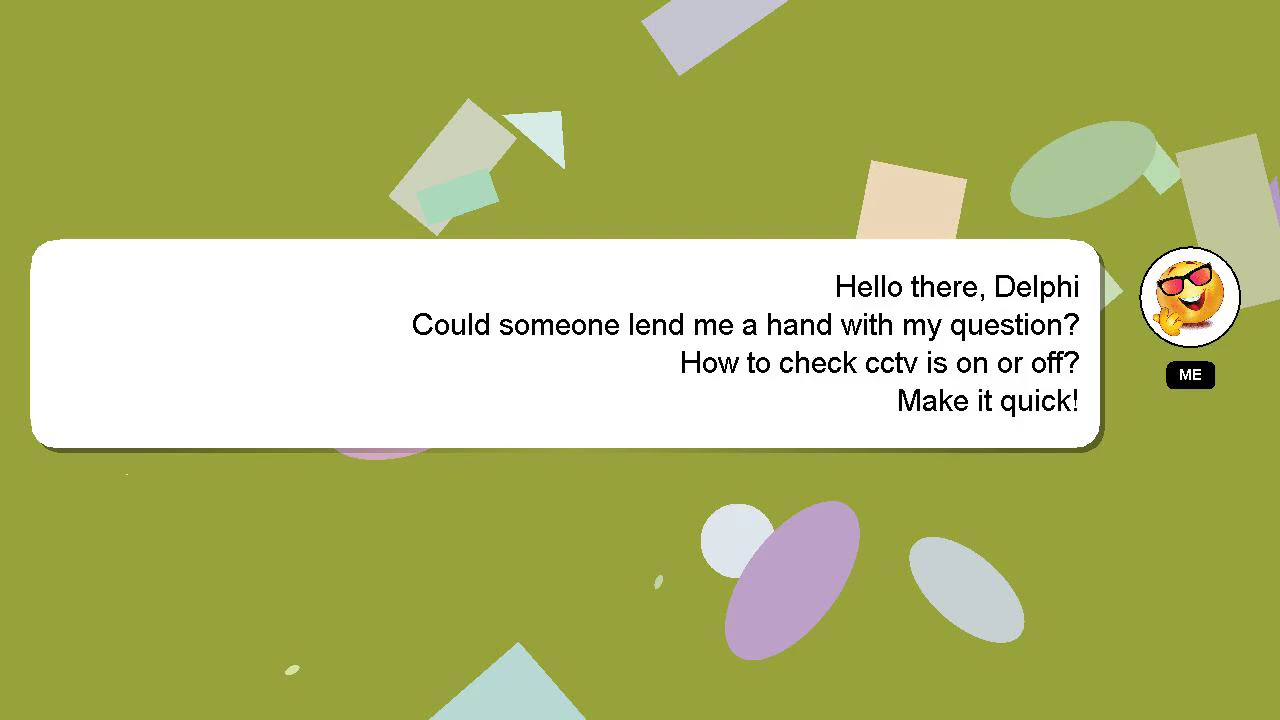 Hello there, Delphi
Could someone lend me a hand with my question?
How to check cctv is on or off?
Make it quick!
ME